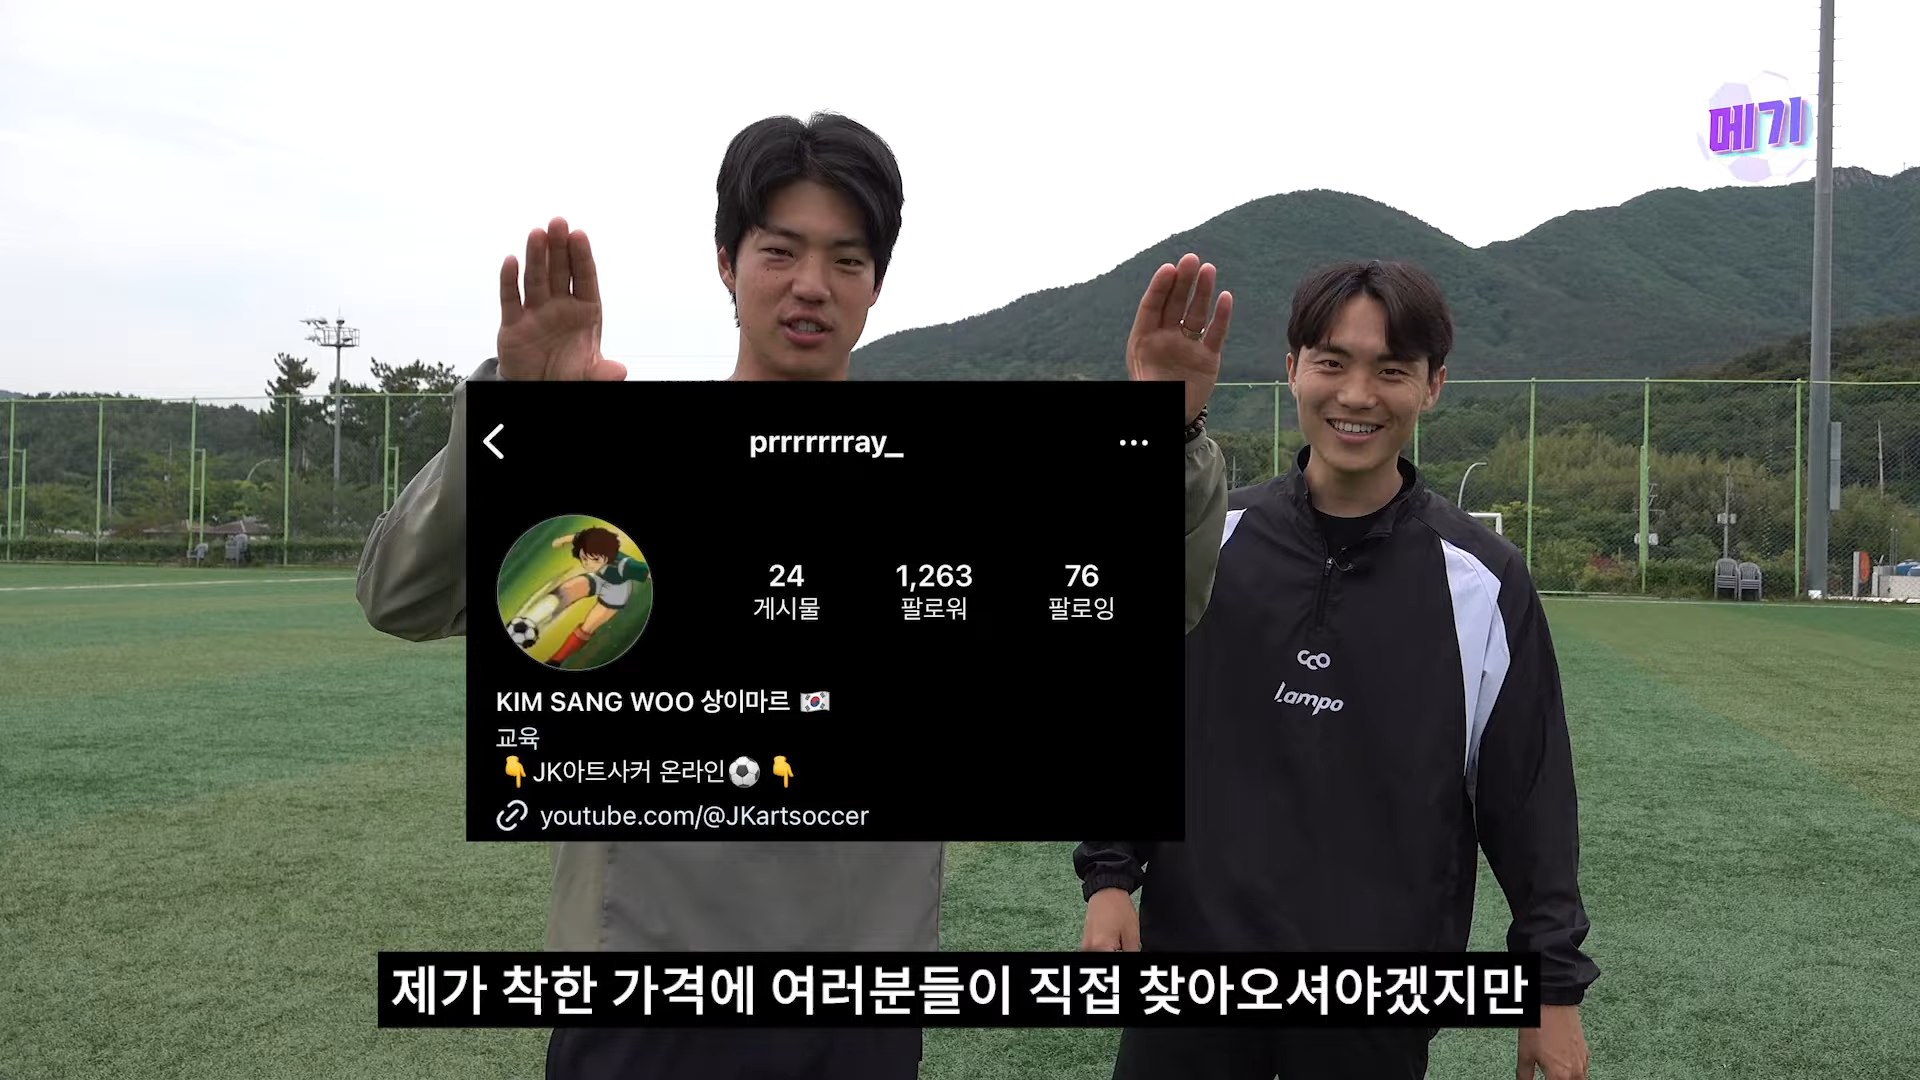 메기
prrrrrrray_
24
1,263
76
게시물
팔로워
팔로잉
KIM SANG WOO 상이마르 🇰🇷
교육
👇JK아트사커 온라인⚽👇
youtube.com/@JKartsoccer
cco
Lampo
제가 착한 가격에 여러분들이 직접 찾아오셔야겠지만